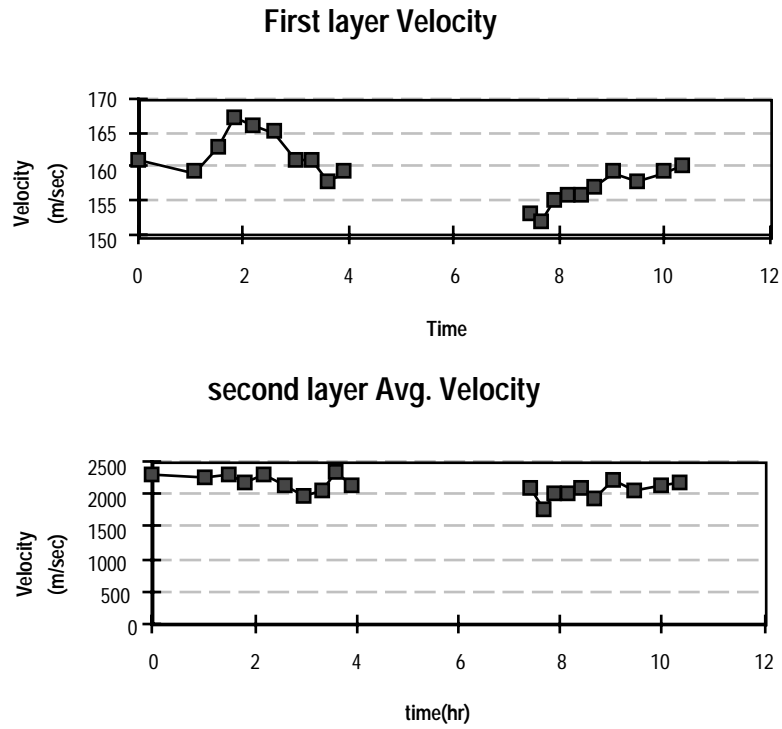 First layer Velocity
170
165
160
155
150
Velocity
(m/sec)
0 2 4 6 8 10 12
Time
second layer Avg. Velocity
2500
2000
1500
1000
500
0
Velocity
(m/sec)
0 2 4 6 8 10 12
time(hr)